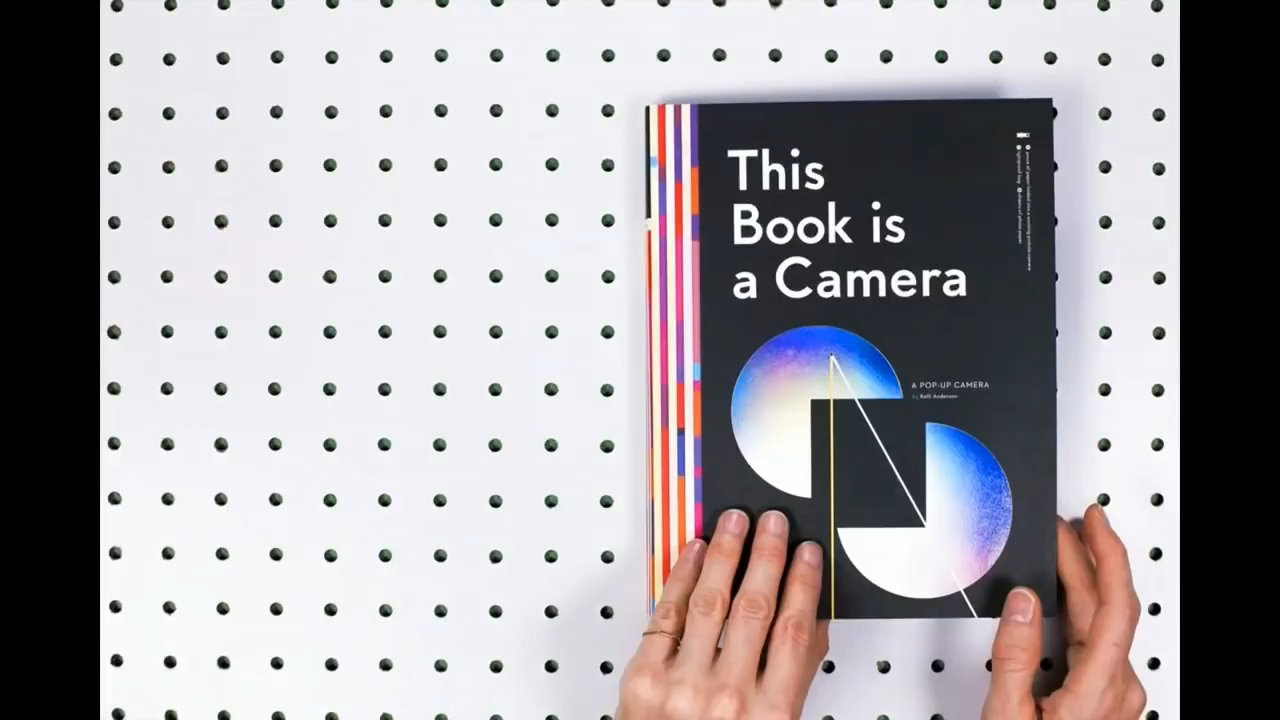 This
Book is
a Camera
A POP-UP CAMERA
by Kelli Anderson